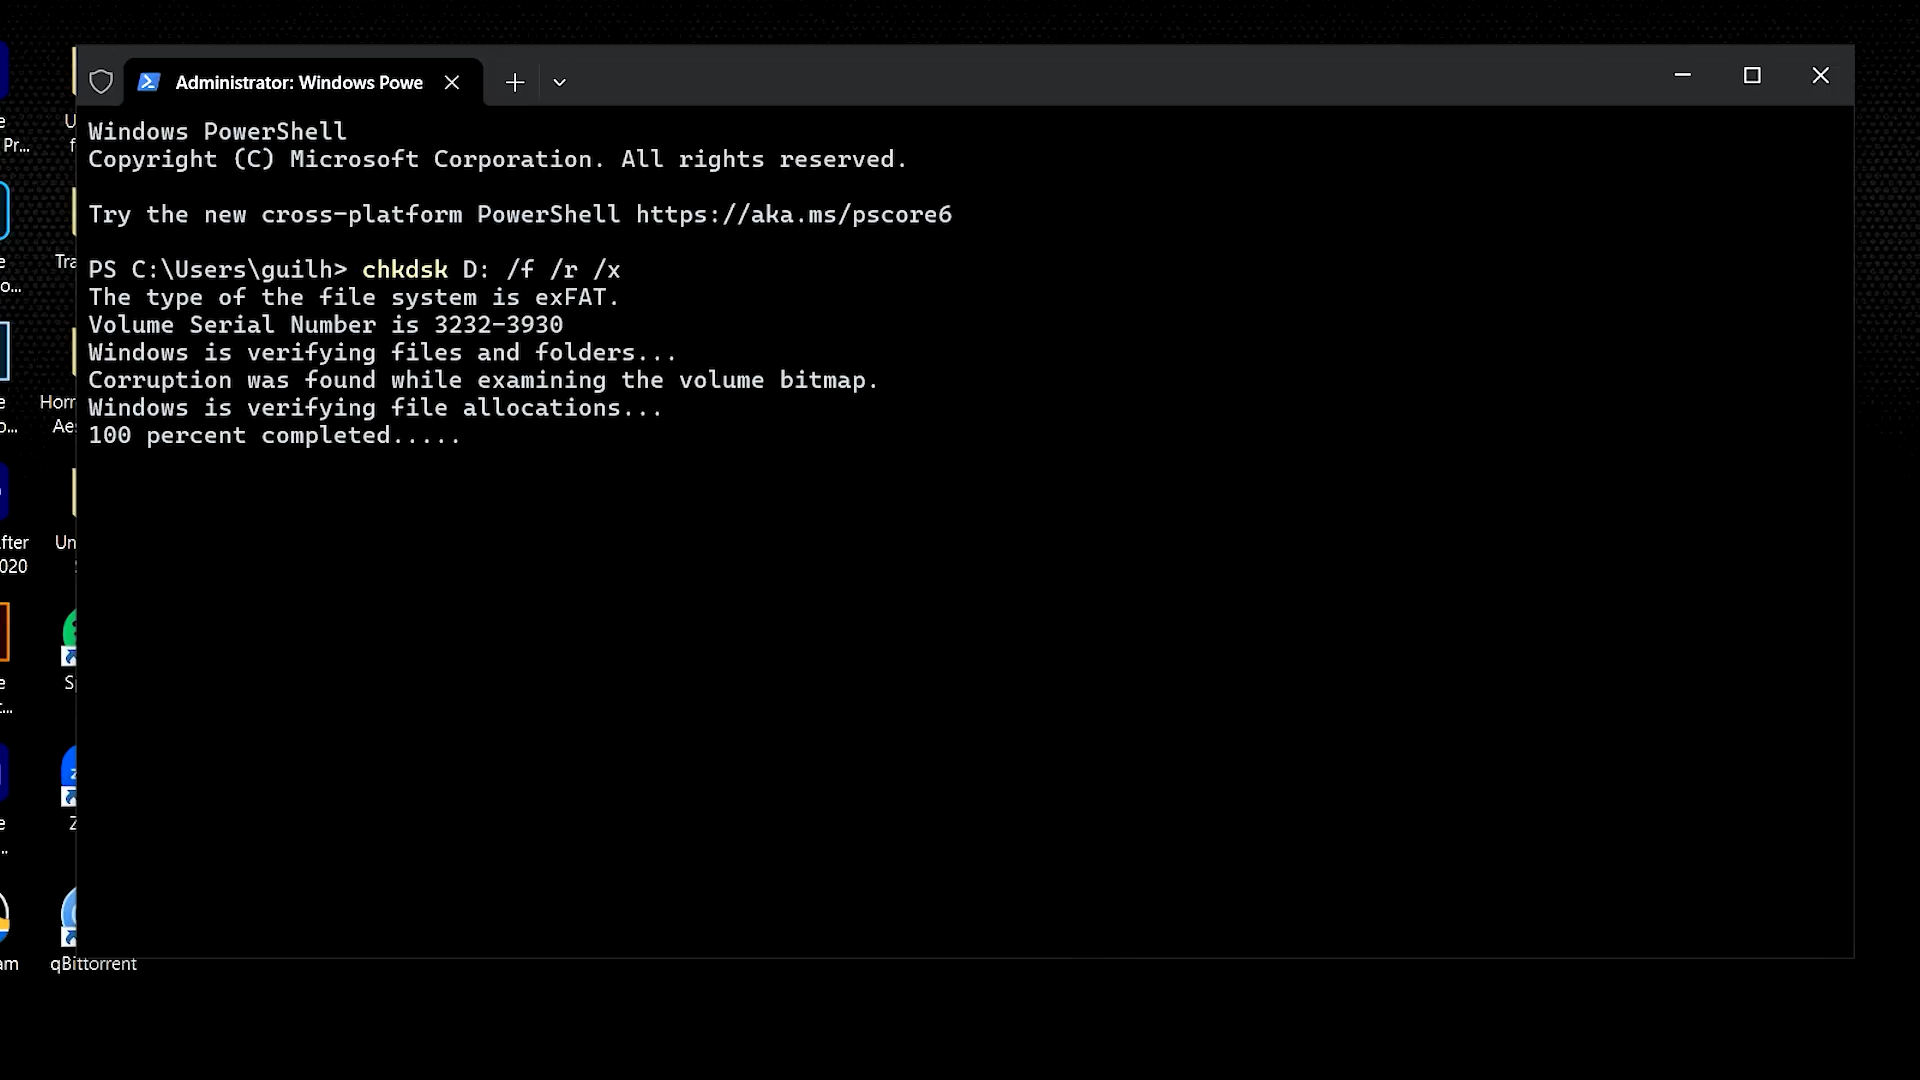 Administrator: Windows Powe
Windows PowerShell
Copyright (C) Microsoft Corporation. All rights reserved.
Try the new cross-platform PowerShell https://aka.ms/pscore6
PS C:\Users\guilh> chkdsk D: /f /r /x
The type of the file system is exFAT.
Volume Serial Number is 3232-3930
Windows is verifying files and folders...
Corruption was found while examining the volume bitmap.
Windows is verifying file allocations...
100 percent completed.....
e
U
Pr...
f
e
Tra
o...
e
Horr
o...
Aes
fter
Un
020
e
Sp
t...
e
Z
...
am
qBittorrent